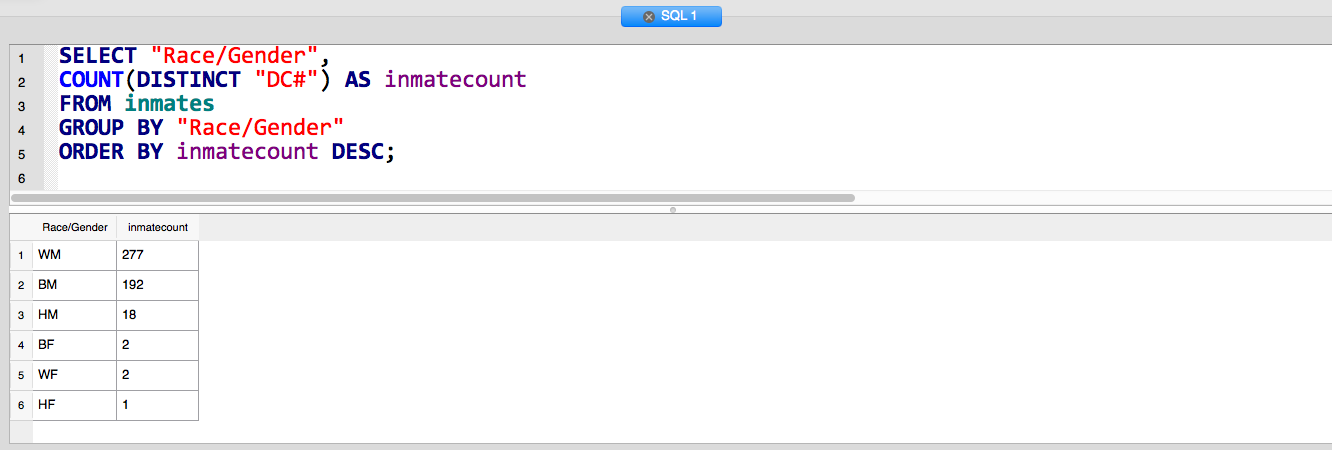 SQL 1
1 SELECT "Race/Gender",
2 COUNT(DISTINCT "DC#") AS inmatecount
3 FROM inmates
4 GROUP BY "Race/Gender"
5 ORDER BY inmatecount DESC;
6
Race/Gender inmatecount
1 WM 277
2 BM 192
3 HM 18
4 BF 2
5 WF 2
6 HF 1